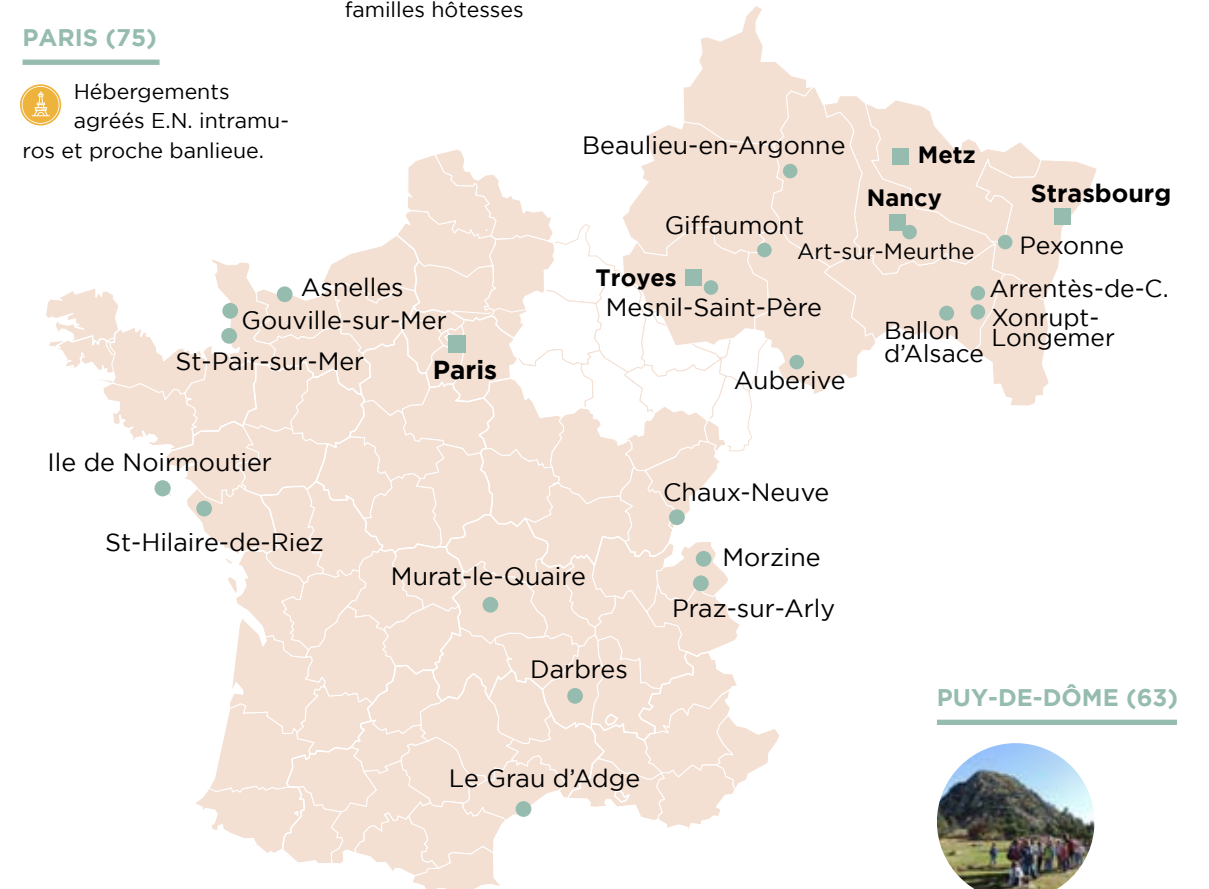 familles hôtesses
PARIS (75)
Hébergements
agréés E.N. intramu-
ros et proche banlieue.
Beaulieu-en-Argonne
Metz
Nancy
Strasbourg
Giffaumont
Art-sur-Meurthe
Pexonne
Troyes
Mesnil-Saint-Père
Arrentès-de-C.
Xonrupt-
Longemer
Ballon
d’Alsace
Auberive
Asnelles
Gouville-sur-Mer
St-Pair-sur-Mer
Paris
Ile de Noirmoutier
St-Hilaire-de-Riez
Chaux-Neuve
Morzine
Praz-sur-Arly
Murat-le-Quaire
Darbres
Le Grau d’Adge
PUY-DE-DÔME (63)